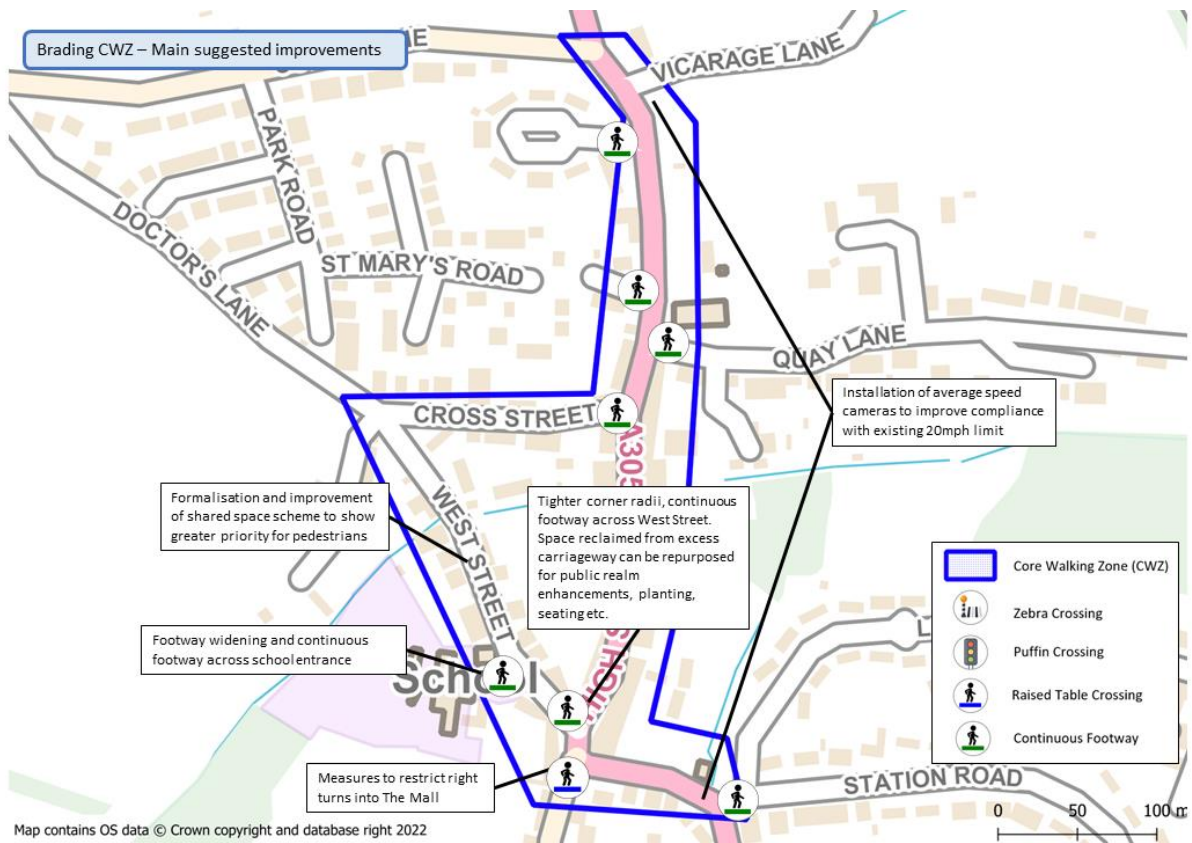 Brading CWZ – Main suggested improvements
VICARAGE LANE
PARK ROAD
DOCTOR'S LANE
ST MARY'S ROAD
QUAY LANE
CROSS STREET
A305
Installation of average speed
cameras to improve compliance
with existing 20mph limit
Formalisation and improvement
of shared space scheme to show
greater priority for pedestrians
WEST STREET
Tighter corner radii, continuous
footway across West Street.
Space reclaimed from excess
carriageway can be repurposed
for public realm
enhancements, planting,
seating etc.
Footway widening and continuous
footway across school entrance
School
Measures to restrict right
turns into The Mall
STATION ROAD
Core Walking Zone (CWZ)
Zebra Crossing
Puffin Crossing
Raised Table Crossing
Continuous Footway
0 50 100 m
Map contains OS data © Crown copyright and database right 2022